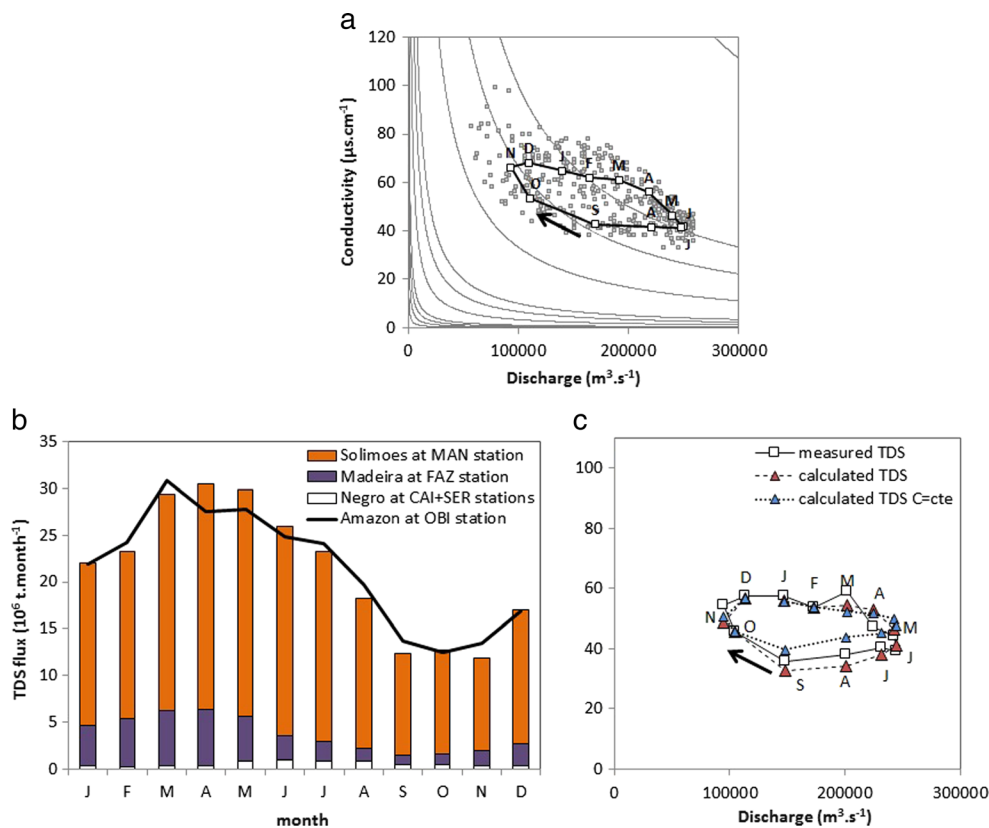 a
120
100
80
60
40
20
0
Conductivity (µs.cm⁻¹)
N D J F M A M J
O S A J
0 100000 200000 300000
Discharge (m³.s⁻¹)
b
35
30
25
20
15
10
5
0
TDS flux (10⁶ t.month⁻¹)
Solimoes at MAN station
Madeira at FAZ station
Negro at CAI+SER stations
Amazon at OBI station
J F M A M J J A S O N D
month
c
100
80
60
40
20
0
measured TDS
calculated TDS
calculated TDS C=cte
D J F M A
N O M
S A J J
0 100000 200000 300000
Discharge (m³.s⁻¹)